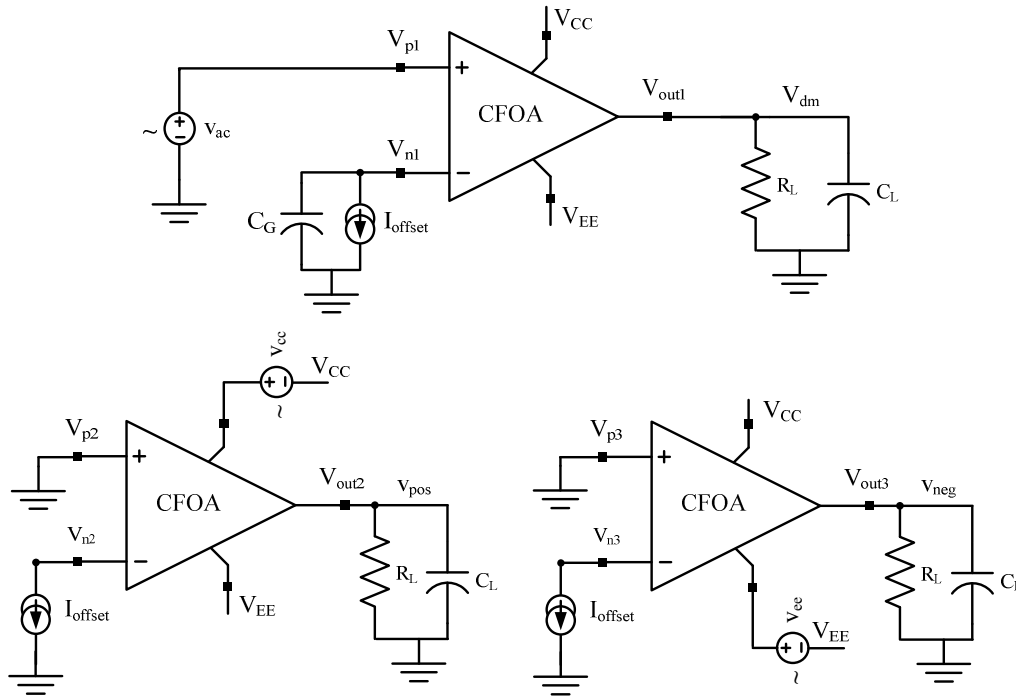 V_CC
V_p1
+
V_out1
V_dm
CFOA
~
+
−
v_ac
V_n1
−
R_L
C_L
C_G
I_offset
V_EE
v_cc
V_CC
+ −
~
V_p2
+
V_out2
v_pos
CFOA
V_n2
−
R_L
C_L
I_offset
V_EE
V_CC
V_p3
+
V_out3
v_neg
CFOA
V_n3
−
R_L
C_L
I_offset
v_ee
V_EE
+ −
~